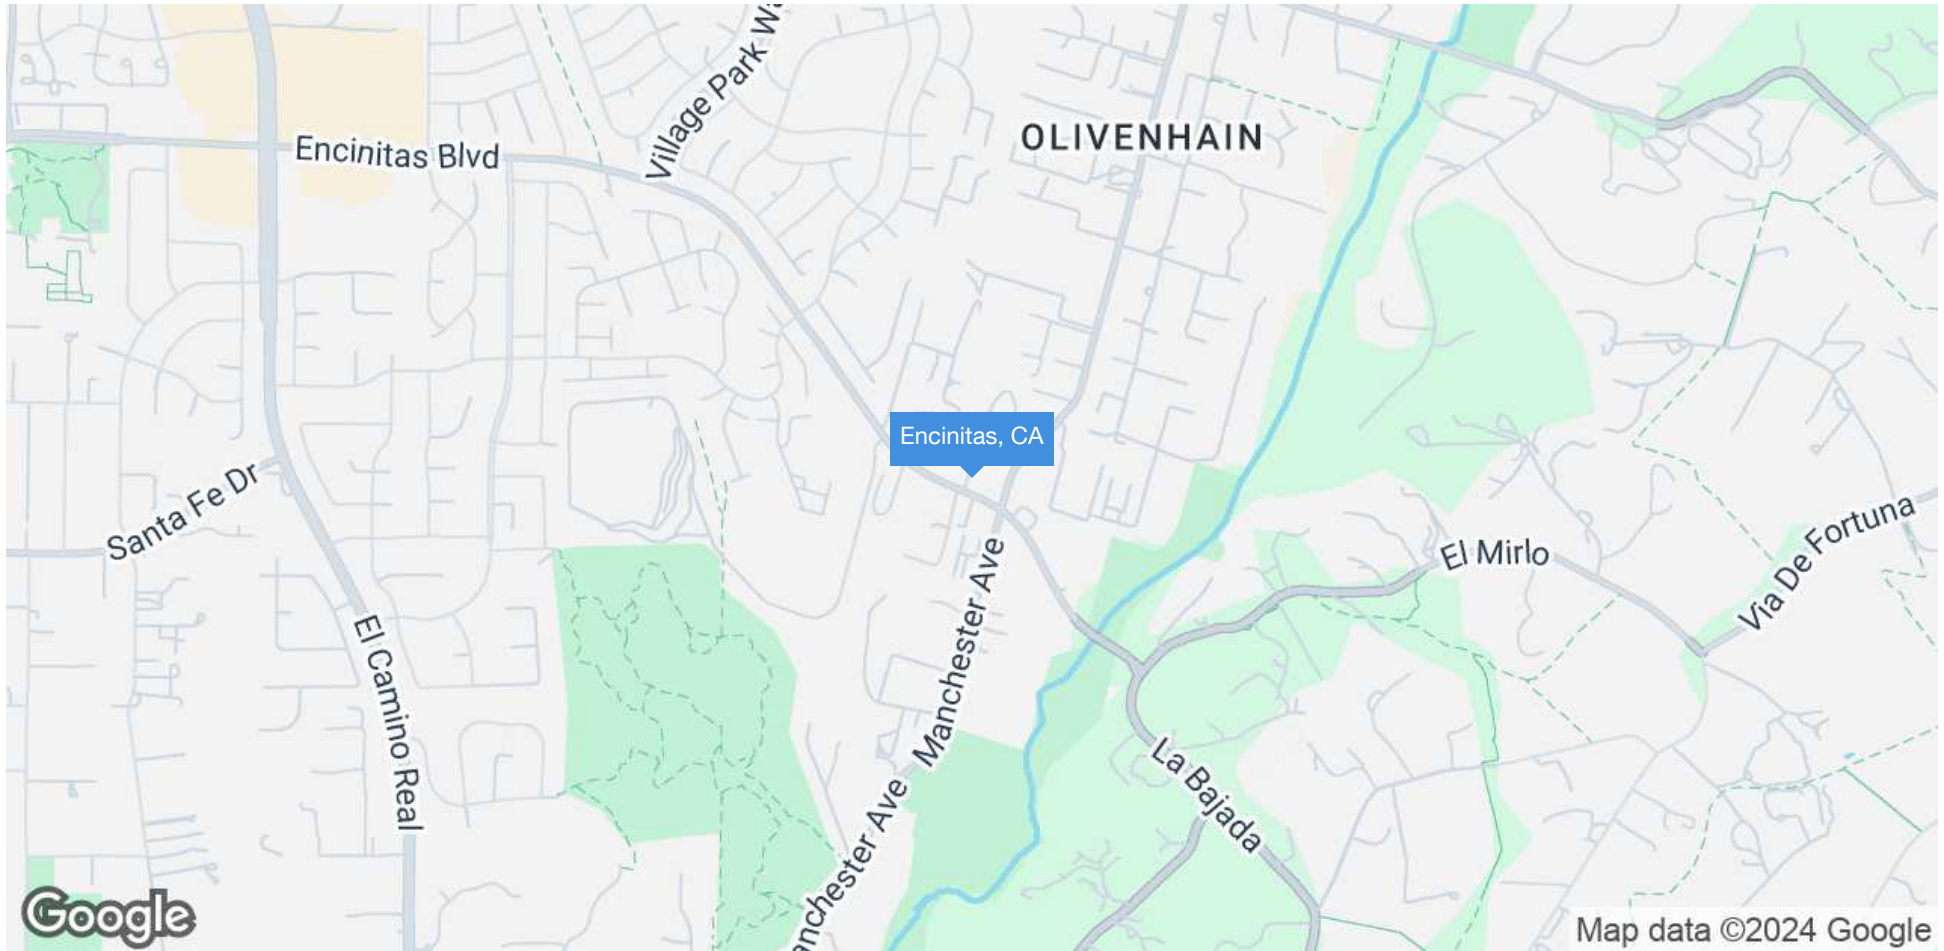 Village Park Wa
Encinitas Blvd
OLIVENHAIN
Encinitas, CA
Santa Fe Dr
El Mirlo
Via De Fortuna
Manchester Ave
El Camino Real
La Bajada
anchester Ave
Google
Map data ©2024 Google